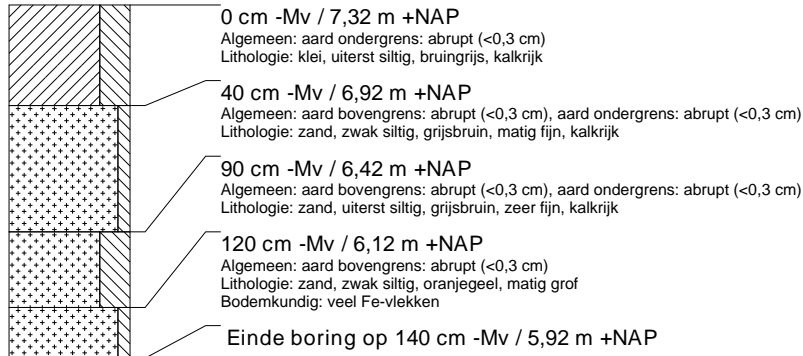 0 cm -Mv / 7,32 m +NAP
Algemeen: aard ondergrens: abrupt (<0,3 cm)
Lithologie: klei, uiterst siltig, bruingrijs, kalkrijk
40 cm -Mv / 6,92 m +NAP
Algemeen: aard bovengrens: abrupt (<0,3 cm), aard ondergrens: abrupt (<0,3 cm)
Lithologie: zand, zwak siltig, grijsbruin, matig fijn, kalkrijk
90 cm -Mv / 6,42 m +NAP
Algemeen: aard bovengrens: abrupt (<0,3 cm), aard ondergrens: abrupt (<0,3 cm)
Lithologie: zand, uiterst siltig, grijsbruin, zeer fijn, kalkrijk
120 cm -Mv / 6,12 m +NAP
Algemeen: aard bovengrens: abrupt (<0,3 cm)
Lithologie: zand, zwak siltig, oranjegeel, matig grof
Bodemkundig: veel Fe-vlekken
Einde boring op 140 cm -Mv / 5,92 m +NAP